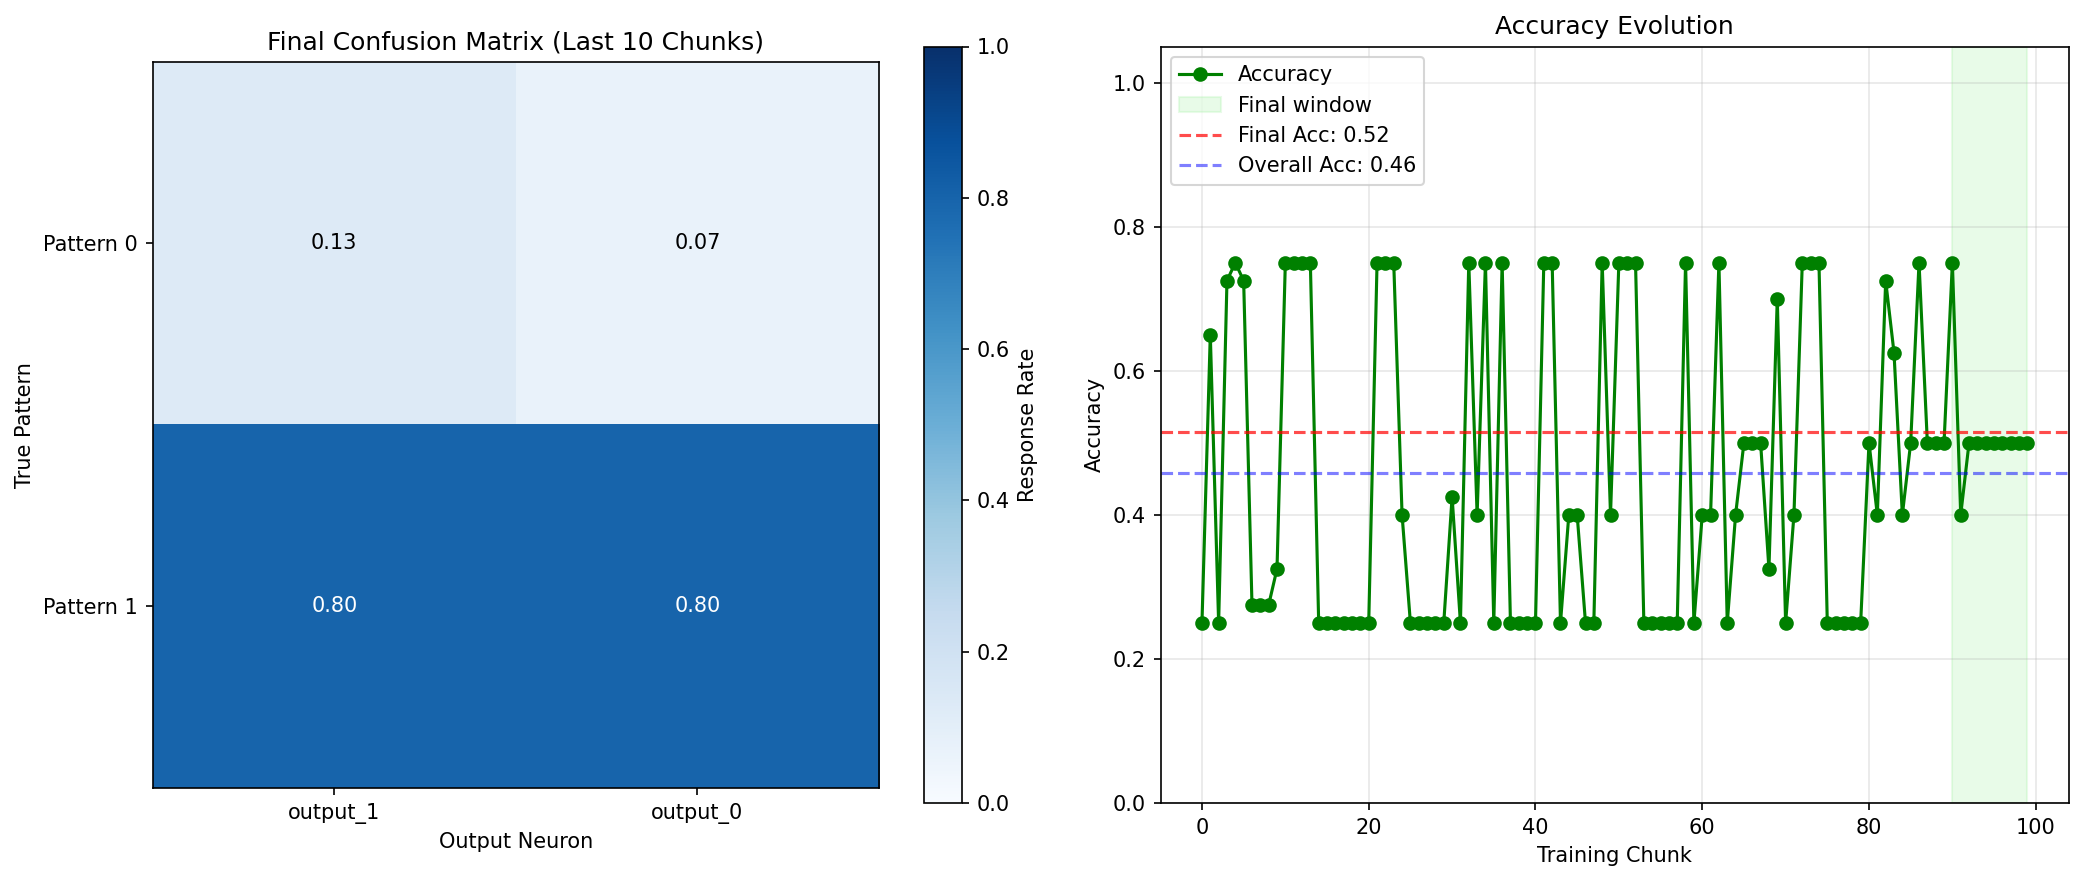 Final Confusion Matrix (Last 10 Chunks)
True Pattern
Pattern 0
Pattern 1
0.13
0.07
0.80
0.80
output_1
output_0
Output Neuron
1.0
0.8
0.6
0.4
0.2
0.0
Response Rate
Accuracy Evolution
Accuracy
Final window
Final Acc: 0.52
Overall Acc: 0.46
Accuracy
1.0
0.8
0.6
0.4
0.2
0.0
0
20
40
60
80
100
Training Chunk